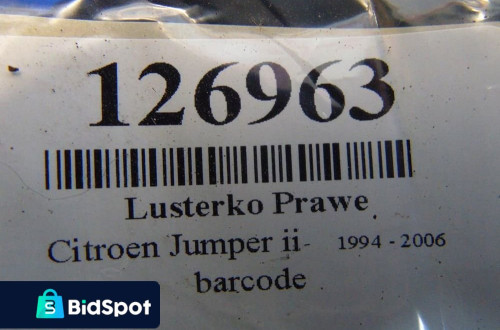 126963
Lusterko Prawe
Citroen Jumper ii- 1994 - 2006
barcode
S BidSpot